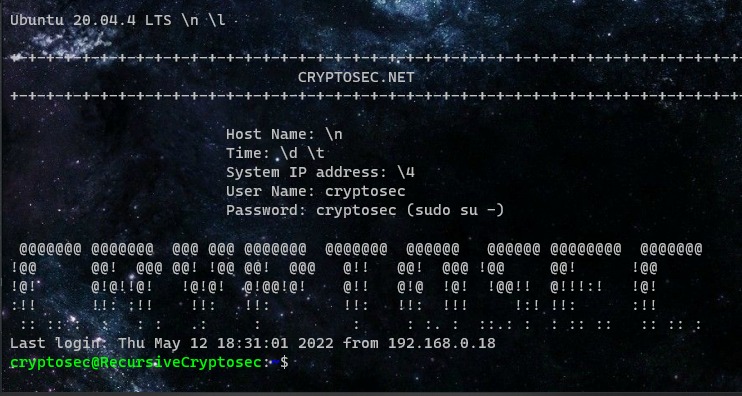 Ubuntu 20.04.4 LTS \n \l
+-+-+-+-+-+-+-+-+-+-+-+-+-+-+-+-+-+-+-+-+-+-+-+-+-+-+-+-+-+-+-+-+-+-+-+-+-+-+-+-+-+
CRYPTOSEC.NET
+-+-+-+-+-+-+-+-+-+-+-+-+-+-+-+-+-+-+-+-+-+-+-+-+-+-+-+-+-+-+-+-+-+-+-+-+-+-+-+-+-+
Host Name: \n
Time: \d \t
System IP address: \4
User Name: cryptosec
Password: cryptosec (sudo su -)
 @@@@@@@ @@@@@@@  @@@ @@@ @@@@@@@  @@@@@@@  @@@@@@   @@@@@@ @@@@@@@@  @@@@@@@
!@@      @@!  @@@ @@! !@@ @@!  @@@   @!!   @@!  @@@ !@@     @@!      !@@
!@!      @!@!!@!   !@!@!  @!@@!@!    @!!   @!@  !@!  !@@!!  @!!!:!   !@!
:!!      !!: :!!    !!:   !!:        !!:   !!:  !!!     !:! !!:      :!!
 :: :: :  :   : :   .:     :          :     : :. :  ::.: :  : :: ::   :: :: :
Last login: Thu May 12 18:31:01 2022 from 192.168.0.18
cryptosec@RecursiveCryptosec:~$